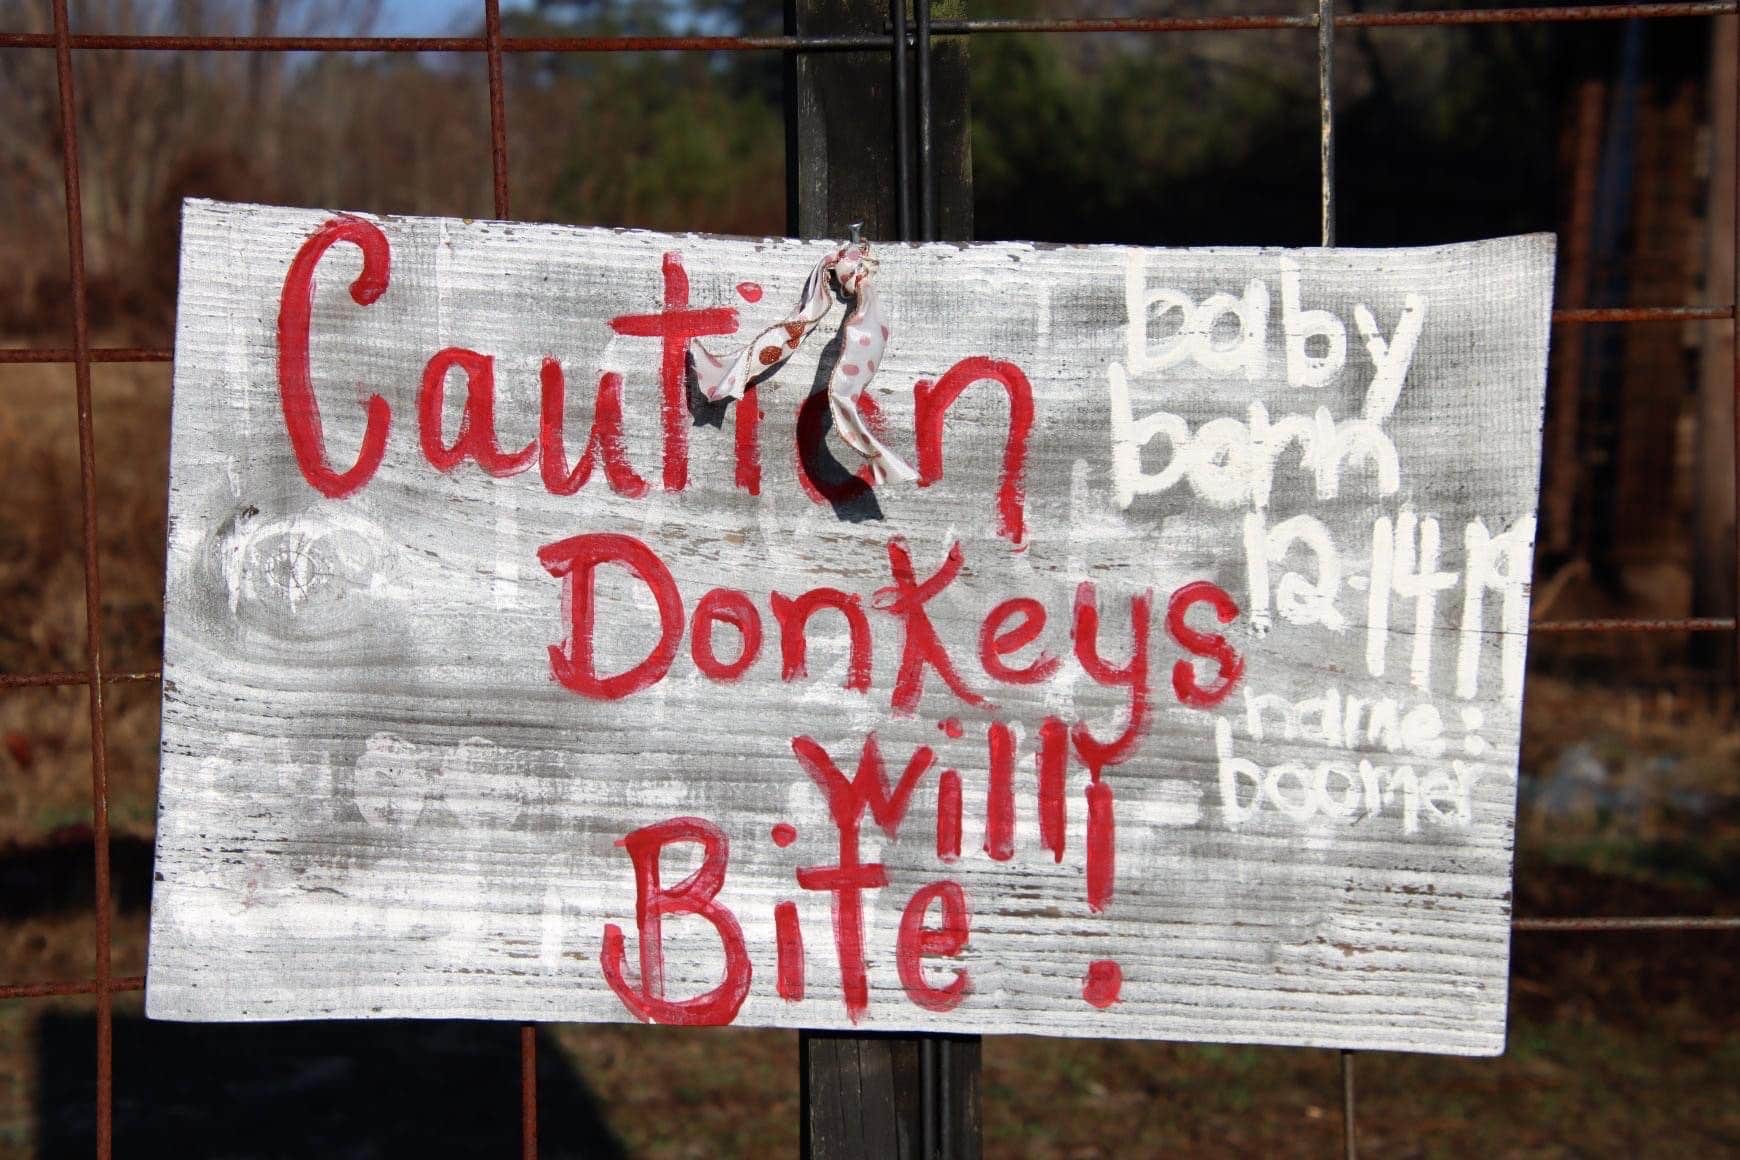 Caution
Donkeys
will
Bite!
baby
born
12-14-19
name:
boomer